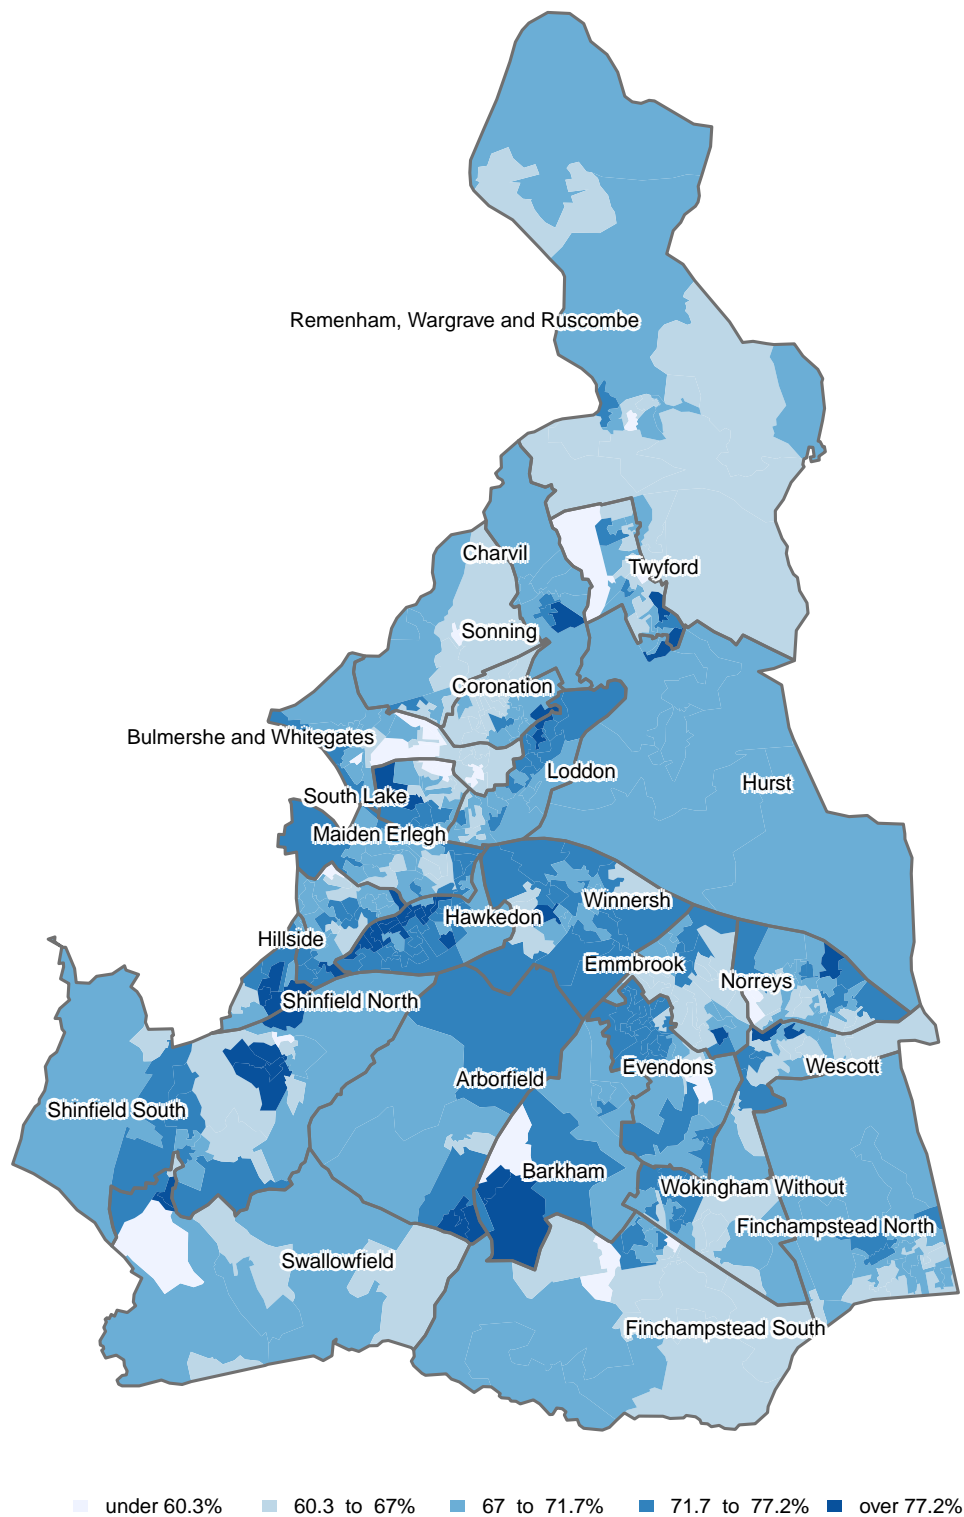 Remenham, Wargrave and Ruscombe
Charvil
Twyford
Sonning
Coronation
Bulmershe and Whitegates
Loddon
Hurst
South Lake
Maiden Erlegh
Winnersh
Hawkedon
Hillside
Emmbrook
Norreys
Shinfield North
Evendons
Wescott
Arborfield
Shinfield South
Barkham
Wokingham Without
Finchampstead North
Swallowfield
Finchampstead South
under 60.3% 60.3 to 67% 67 to 71.7% 71.7 to 77.2% over 77.2%